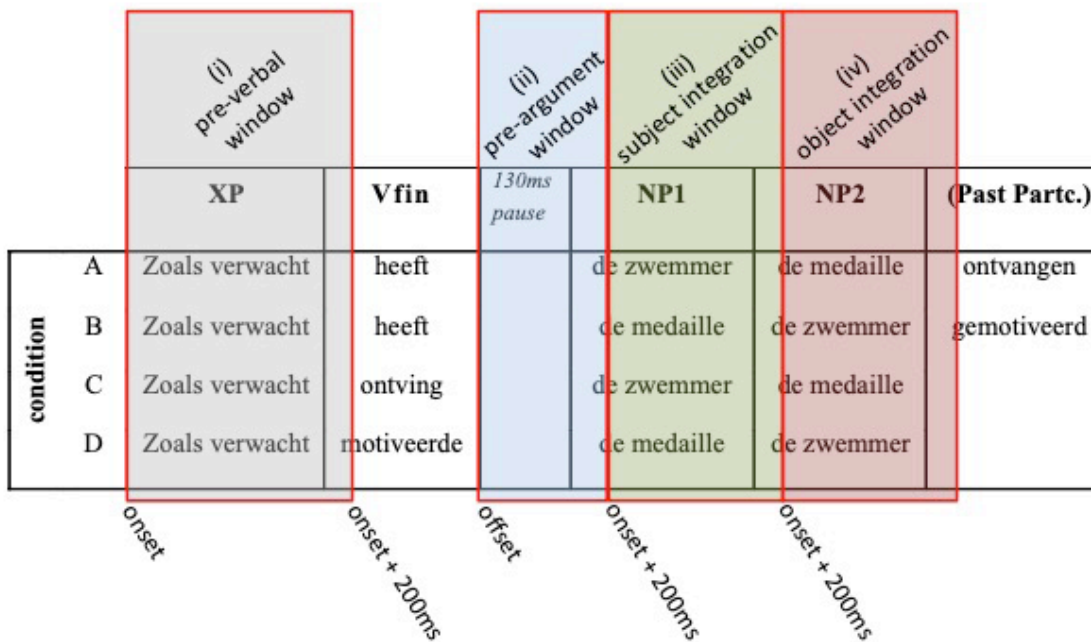 (i)
pre-verbal
window
(ii)
pre-argument
window
(iii)
subject integration
window
(iv)
object integration
window
XP Vfin 130ms pause NP1 NP2 (Past Partc.)
condition
A Zoals verwacht heeft de zwemmer de medaille ontvangen
B Zoals verwacht heeft de medaille de zwemmer gemotiveerd
C Zoals verwacht ontving de zwemmer de medaille
D Zoals verwacht motiveerde de medaille de zwemmer
onset
onset + 200ms
offset
onset + 200ms
onset + 200ms